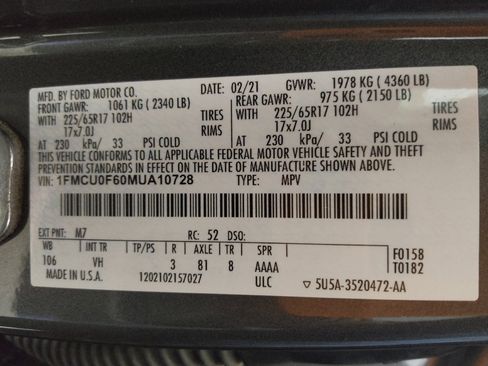 MFD. BY FORD MOTOR CO. DATE: 02/21 GVWR: 1978 KG ( 4360 LB)
FRONT GAWR: 1061 KG ( 2340 LB) REAR GAWR: 975 KG ( 2150 LB)
WITH 225/65R17 102H TIRES WITH 225/65R17 102H TIRES
17x7.0J RIMS 17x7.0J RIMS
AT 230 kPa/ 33 PSI COLD AT 230 kPa/ 33 PSI COLD
THIS VEHICLE CONFORMS TO ALL APPLICABLE FEDERAL MOTOR VEHICLE SAFETY AND THEFT
PREVENTION STANDARDS IN EFFECT ON THE DATE OF MANUFACTURE SHOWN ABOVE.
VIN: 1FMCU0F60MUA10728 TYPE: MPV
EXT PNT: M7 RC: 52 DSO:
WB INT TR TP/PS R AXLE TR SPR F0158
106 VH 3 81 8 AAAA T0182
MADE IN U.S.A. 1202102157027 ULC 5U5A-3520472-AA